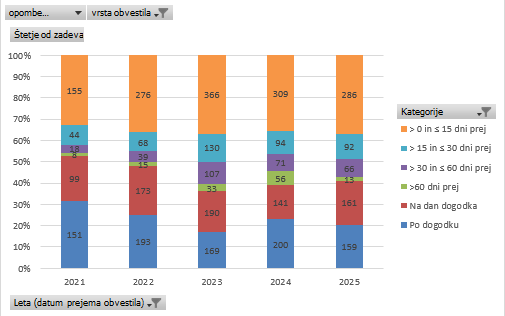 opombe...
vrsta obvestila
Štetje od zadeva
100%
90%
80%
70%
60%
50%
40%
30%
20%
10%
0%
155 276 366 309 286
44 68 130 94 92
18 39 107 71 66
8 15 33 56 13
99 173 190 141 161
151 193 169 200 159
2021 2022 2023 2024 2025
Kategorije
> 0 in ≤ 15 dni prej
> 15 in ≤ 30 dni prej
> 30 in ≤ 60 dni prej
>60 dni prej
Na dan dogodka
Po dogodku
Leta (datum prejema obvestila)